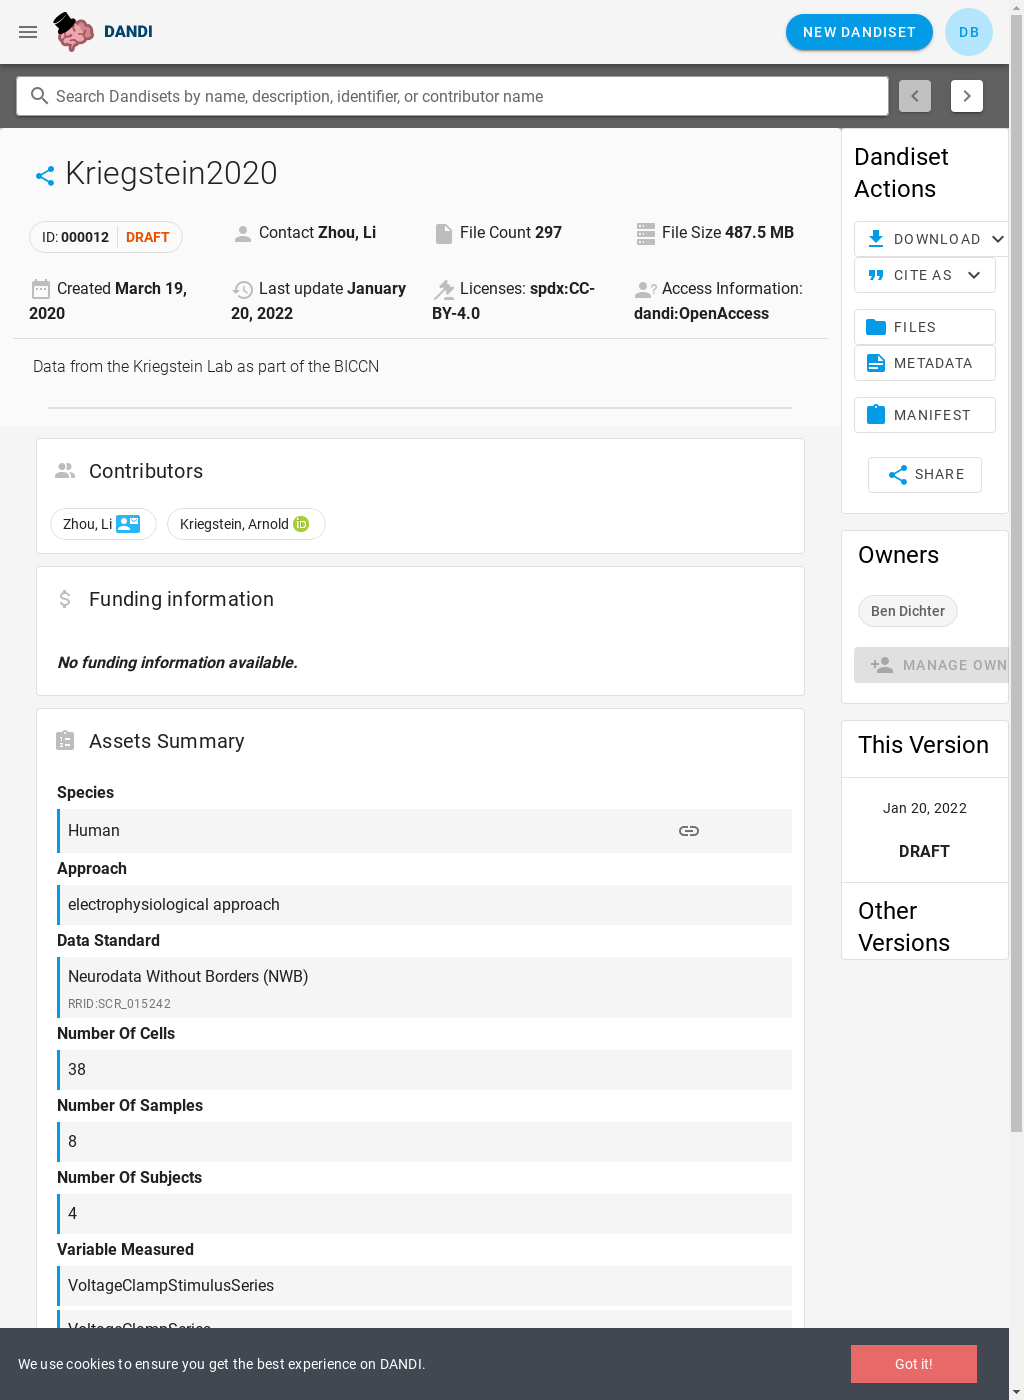 DANDI
NEW DANDISET
DB
Search Dandisets by name, description, identifier, or contributor name
Kriegstein2020
ID: 000012 DRAFT
Contact Zhou, Li
File Count 297
File Size 487.5 MB
Created March 19, 2020
Last update January 20, 2022
Licenses: spdx:CC-BY-4.0
Access Information: dandi:OpenAccess
Data from the Kriegstein Lab as part of the BICCN
Contributors
Zhou, Li
Kriegstein, Arnold
Funding information
No funding information available.
Assets Summary
Species
Human
Approach
electrophysiological approach
Data Standard
Neurodata Without Borders (NWB)
RRID:SCR_015242
Number Of Cells
38
Number Of Samples
8
Number Of Subjects
4
Variable Measured
VoltageClampStimulusSeries
VoltageClampSeries
Dandiset
Actions
DOWNLOAD
CITE AS
FILES
METADATA
MANIFEST
SHARE
Owners
Ben Dichter
MANAGE OWN
This Version
Jan 20, 2022
DRAFT
Other
Versions
We use cookies to ensure you get the best experience on DANDI.
Got it!